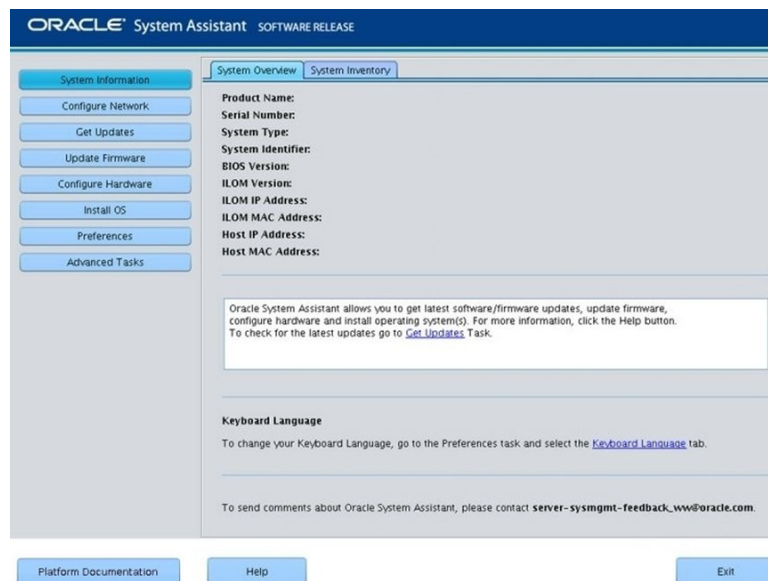 ORACLE System Assistant SOFTWARE RELEASE
System Information
Configure Network
Get Updates
Update Firmware
Configure Hardware
Install OS
Preferences
Advanced Tasks
System Overview System Inventory
Product Name:
Serial Number:
System Type:
System Identifier:
BIOS Version:
ILOM Version:
ILOM IP Address:
ILOM MAC Address:
Host IP Address:
Host MAC Address:
Oracle System Assistant allows you to get latest software/firmware updates, update firmware,
configure hardware and install operating system(s). For more information, click the Help button.
To check for the latest updates go to Get Updates Task.
Keyboard Language
To change your Keyboard Language, go to the Preferences task and select the Keyboard Language tab.
To send comments about Oracle System Assistant, please contact server-sysmgmt-feedback_ww@oracle.com.
Platform Documentation Help Exit